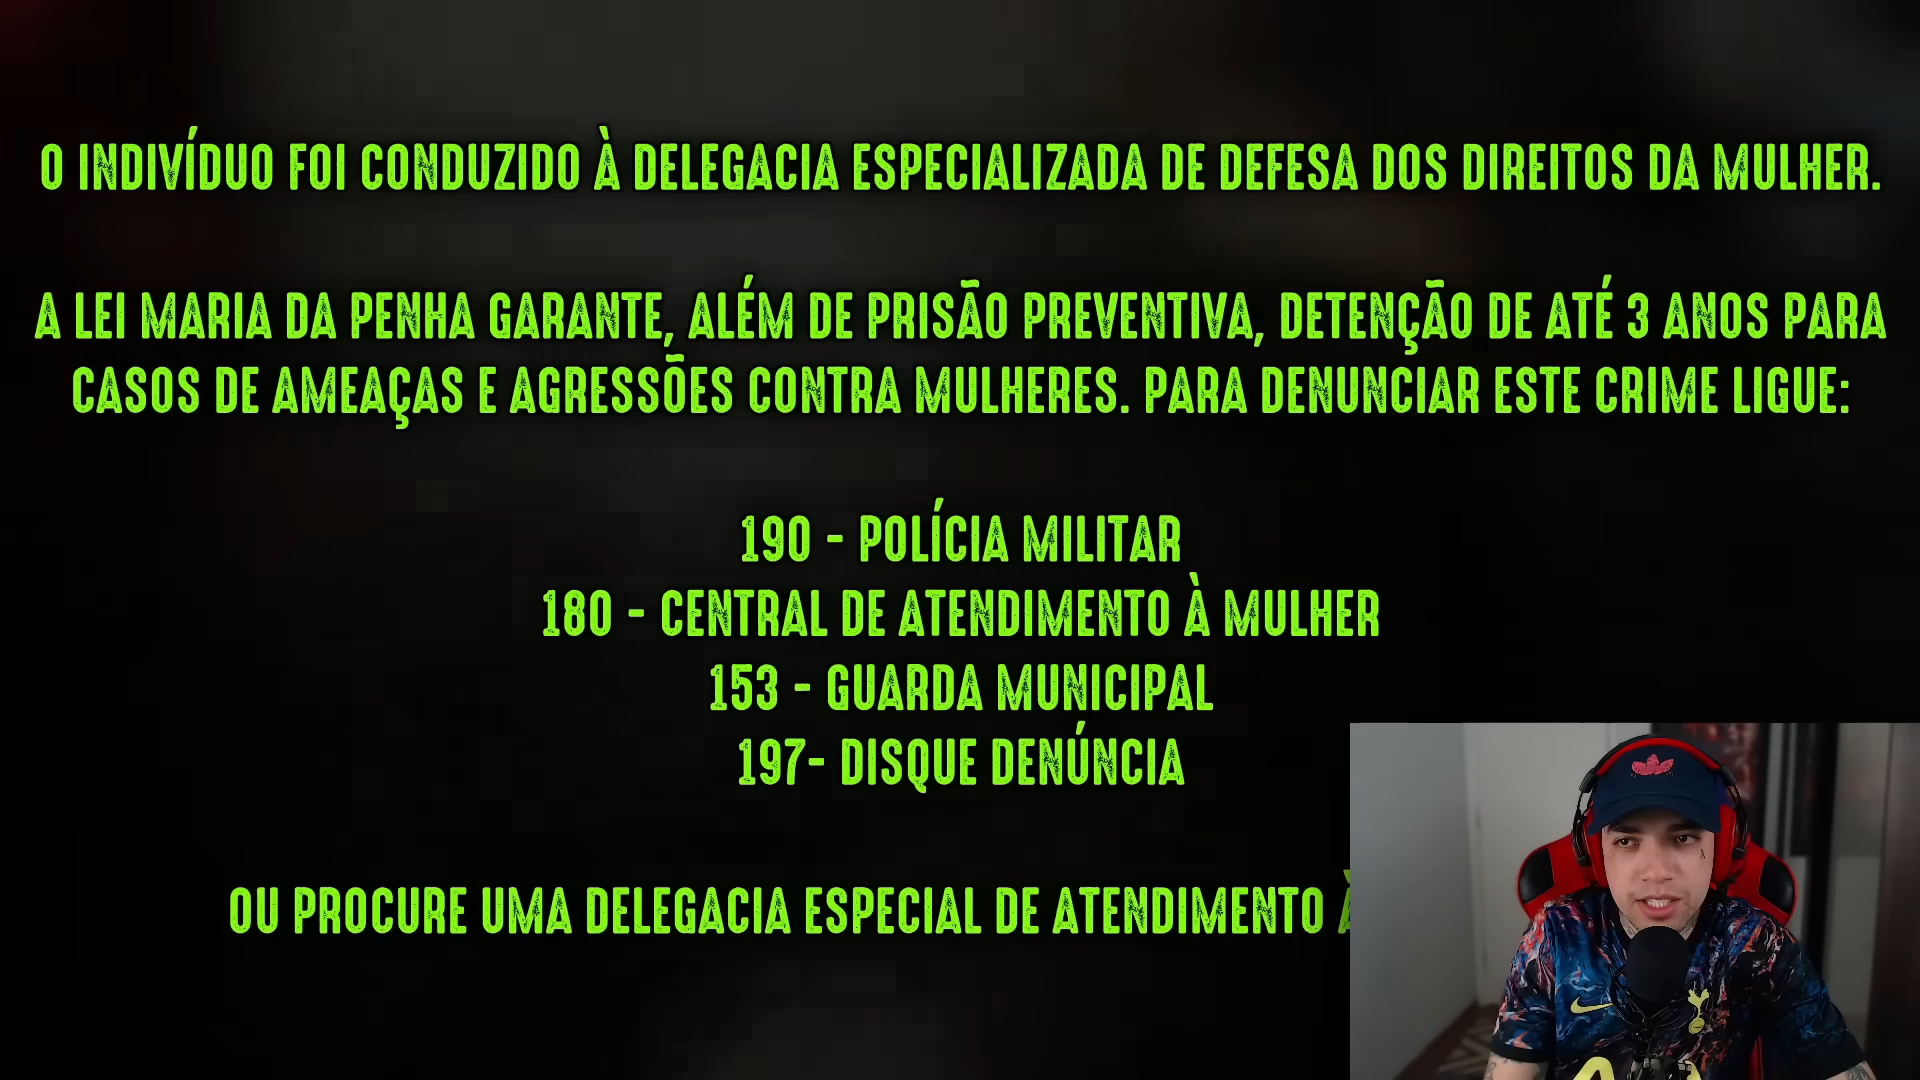 O INDIVÍDUO FOI CONDUZIDO À DELEGACIA ESPECIALIZADA DE DEFESA DOS DIREITOS DA MULHER.
A LEI MARIA DA PENHA GARANTE, ALÉM DE PRISÃO PREVENTIVA, DETENÇÃO DE ATÉ 3 ANOS PARA
CASOS DE AMEAÇAS E AGRESSÕES CONTRA MULHERES. PARA DENUNCIAR ESTE CRIME LIGUE:
190 - POLÍCIA MILITAR
180 - CENTRAL DE ATENDIMENTO À MULHER
153 - GUARDA MUNICIPAL
197- DISQUE DENÚNCIA
OU PROCURE UMA DELEGACIA ESPECIAL DE ATENDIMENTO À